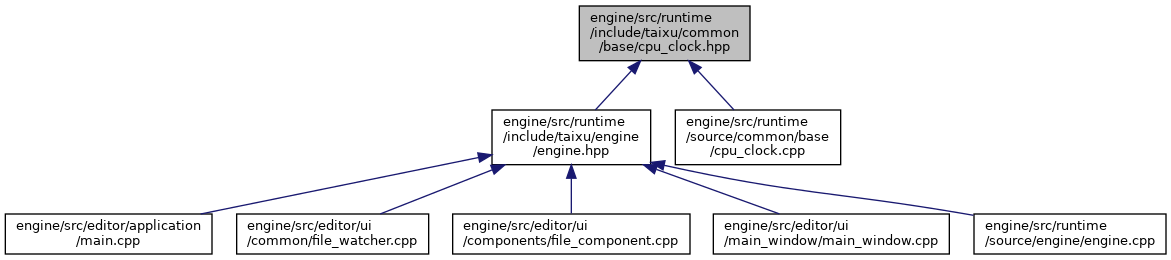 engine/src/runtime
/include/taixu/common
/base/cpu_clock.hpp
engine/src/runtime
/include/taixu/engine
/engine.hpp
engine/src/runtime
/source/common/base
/cpu_clock.cpp
engine/src/editor/application
/main.cpp
engine/src/editor/ui
/common/file_watcher.cpp
engine/src/editor/ui
/components/file_component.cpp
engine/src/editor/ui
/main_window/main_window.cpp
engine/src/runtime
/source/engine/engine.cpp